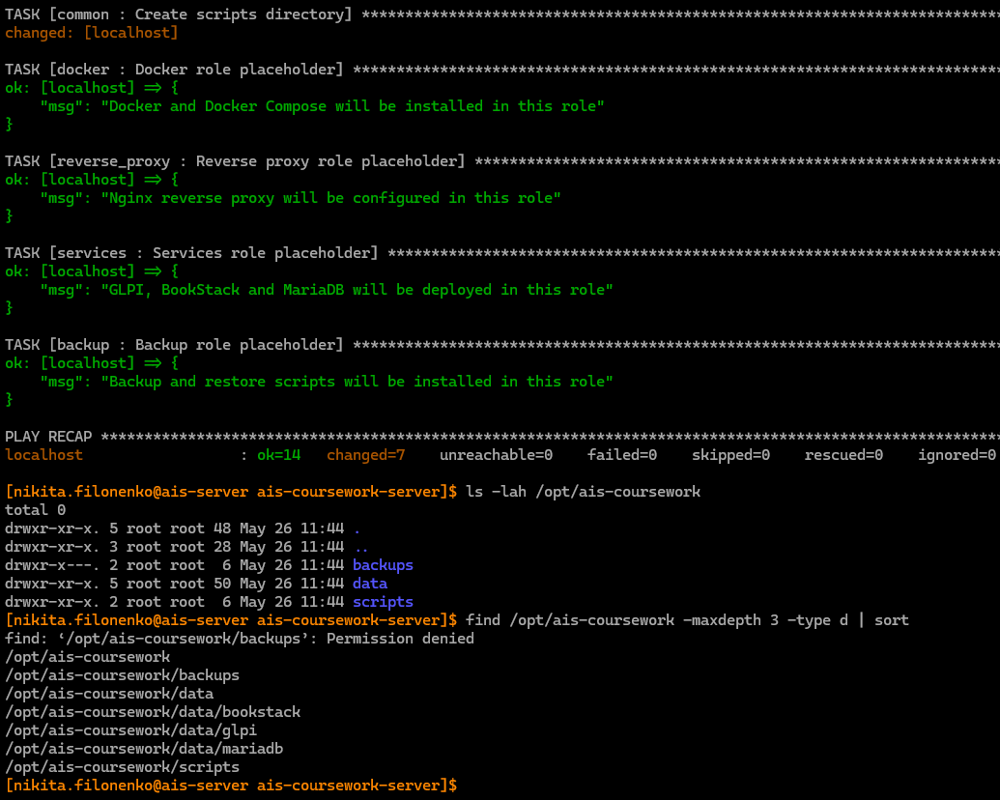 TASK [common : Create scripts directory] **************************************************************************
changed: [localhost]
TASK [docker : Docker role placeholder] ***************************************************************************
ok: [localhost] => {
    "msg": "Docker and Docker Compose will be installed in this role"
}
TASK [reverse_proxy : Reverse proxy role placeholder] *************************************************************
ok: [localhost] => {
    "msg": "Nginx reverse proxy will be configured in this role"
}
TASK [services : Services role placeholder] ***********************************************************************
ok: [localhost] => {
    "msg": "GLPI, BookStack and MariaDB will be deployed in this role"
}
TASK [backup : Backup role placeholder] ***************************************************************************
ok: [localhost] => {
    "msg": "Backup and restore scripts will be installed in this role"
}
PLAY RECAP ********************************************************************************************************
localhost                  : ok=14   changed=7    unreachable=0    failed=0    skipped=0    rescued=0    ignored=0
[nikita.filonenko@ais-server ais-coursework-server]$ ls -lah /opt/ais-coursework
total 0
drwxr-xr-x. 5 root root 48 May 26 11:44 .
drwxr-xr-x. 3 root root 28 May 26 11:44 ..
drwxr-x---. 2 root root  6 May 26 11:44 backups
drwxr-xr-x. 5 root root 50 May 26 11:44 data
drwxr-xr-x. 2 root root  6 May 26 11:44 scripts
[nikita.filonenko@ais-server ais-coursework-server]$ find /opt/ais-coursework -maxdepth 3 -type d | sort
find: ‘/opt/ais-coursework/backups’: Permission denied
/opt/ais-coursework
/opt/ais-coursework/backups
/opt/ais-coursework/data
/opt/ais-coursework/data/bookstack
/opt/ais-coursework/data/glpi
/opt/ais-coursework/data/mariadb
/opt/ais-coursework/scripts
[nikita.filonenko@ais-server ais-coursework-server]$